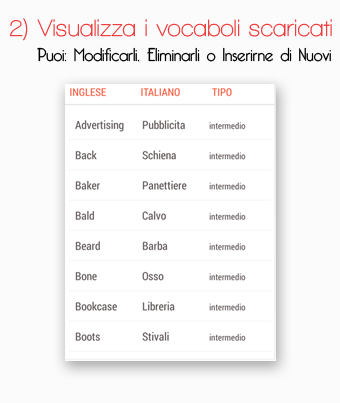 2) Visualizza i vocaboli scaricati
Puoi: Modificarli, Eliminarli o Inserirne di Nuovi
INGLESE ITALIANO TIPO
Advertising Pubblicita intermedio
Back Schiena intermedio
Baker Panettiere intermedio
Bald Calvo intermedio
Beard Barba intermedio
Bone Osso intermedio
Bookcase Libreria intermedio
Boots Stivali intermedio